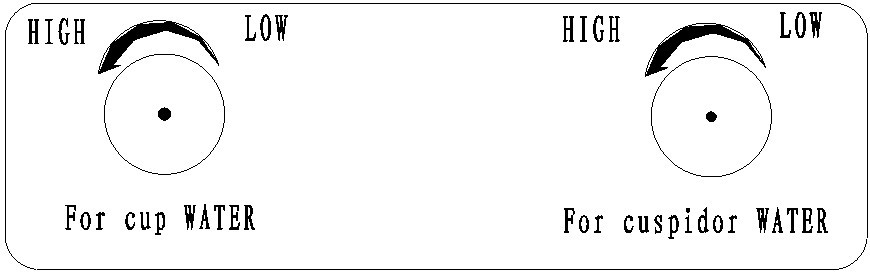 HIGH LOW
HIGH LOW
For cup WATER
For cuspidor WATER